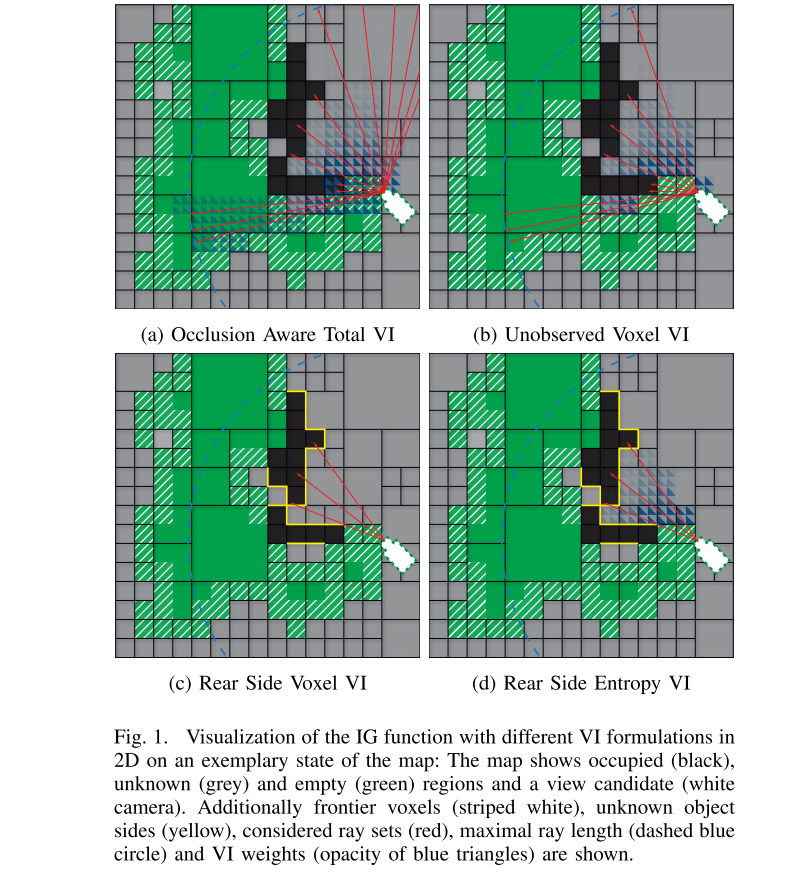 (a) Occlusion Aware Total VI
(b) Unobserved Voxel VI
(c) Rear Side Voxel VI
(d) Rear Side Entropy VI
Fig. 1. Visualization of the IG function with different VI formulations in
2D on an exemplary state of the map: The map shows occupied (black),
unknown (grey) and empty (green) regions and a view candidate (white
camera). Additionally frontier voxels (striped white), unknown object
sides (yellow), considered ray sets (red), maximal ray length (dashed blue
circle) and VI weights (opacity of blue triangles) are shown.